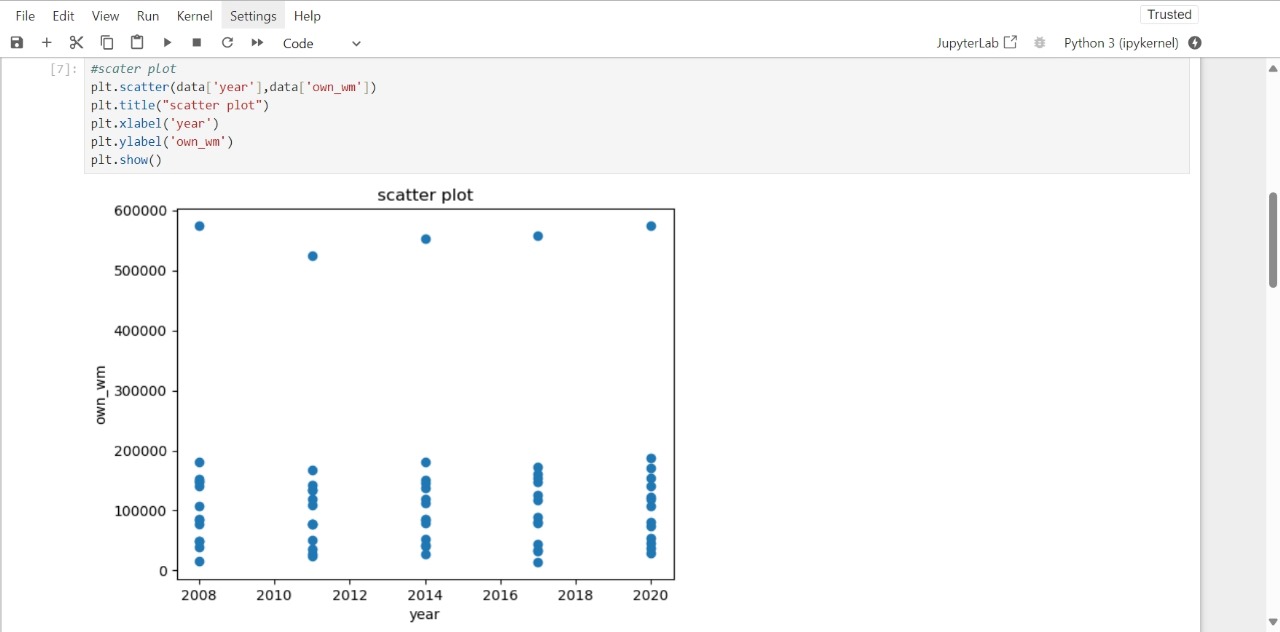 File Edit View Run Kernel Settings Help Trusted
Code JupyterLab Python 3 (ipykernel)
[7]: #scater plot
plt.scatter(data['year'],data['own_wm'])
plt.title("scatter plot")
plt.xlabel('year')
plt.ylabel('own_wm')
plt.show()
scatter plot
600000
500000
400000
300000
200000
100000
0
own_wm
2008 2010 2012 2014 2016 2018 2020
year